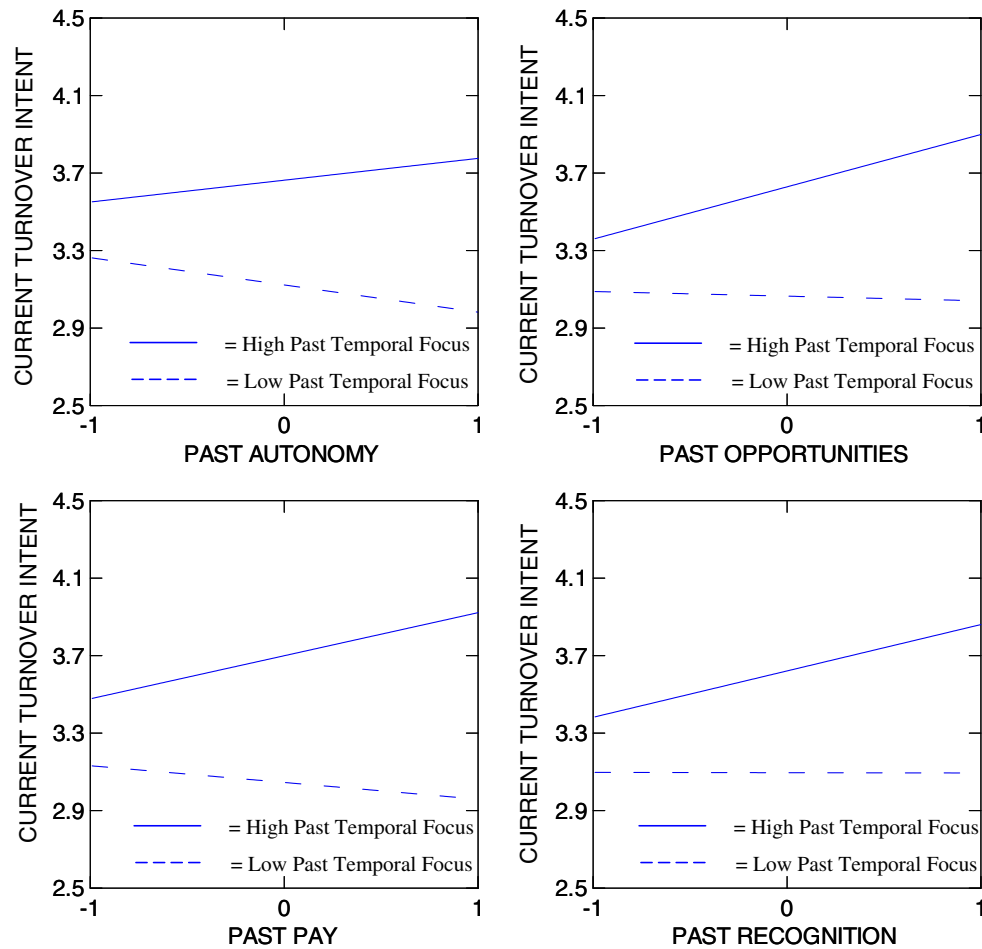 CURRENT TURNOVER INTENT
4.5
4.1
3.7
3.3
2.9
2.5
= High Past Temporal Focus
= Low Past Temporal Focus
-1
0
1
PAST AUTONOMY
CURRENT TURNOVER INTENT
4.5
4.1
3.7
3.3
2.9
2.5
= High Past Temporal Focus
= Low Past Temporal Focus
-1
0
1
PAST OPPORTUNITIES
CURRENT TURNOVER INTENT
4.5
4.1
3.7
3.3
2.9
2.5
= High Past Temporal Focus
= Low Past Temporal Focus
-1
0
1
PAST PAY
CURRENT TURNOVER INTENT
4.5
4.1
3.7
3.3
2.9
2.5
= High Past Temporal Focus
= Low Past Temporal Focus
-1
0
1
PAST RECOGNITION